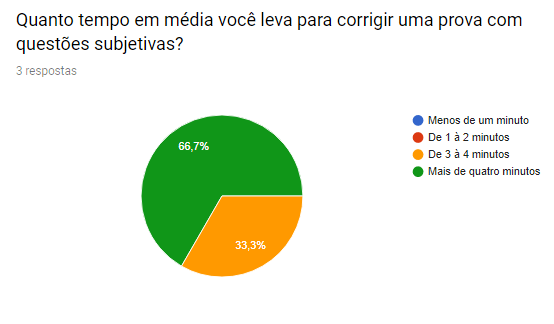 Quanto tempo em média você leva para corrigir uma prova com
questões subjetivas?
3 respostas
Menos de um minuto
De 1 à 2 minutos
De 3 à 4 minutos
Mais de quatro minutos
66,7%
33,3%